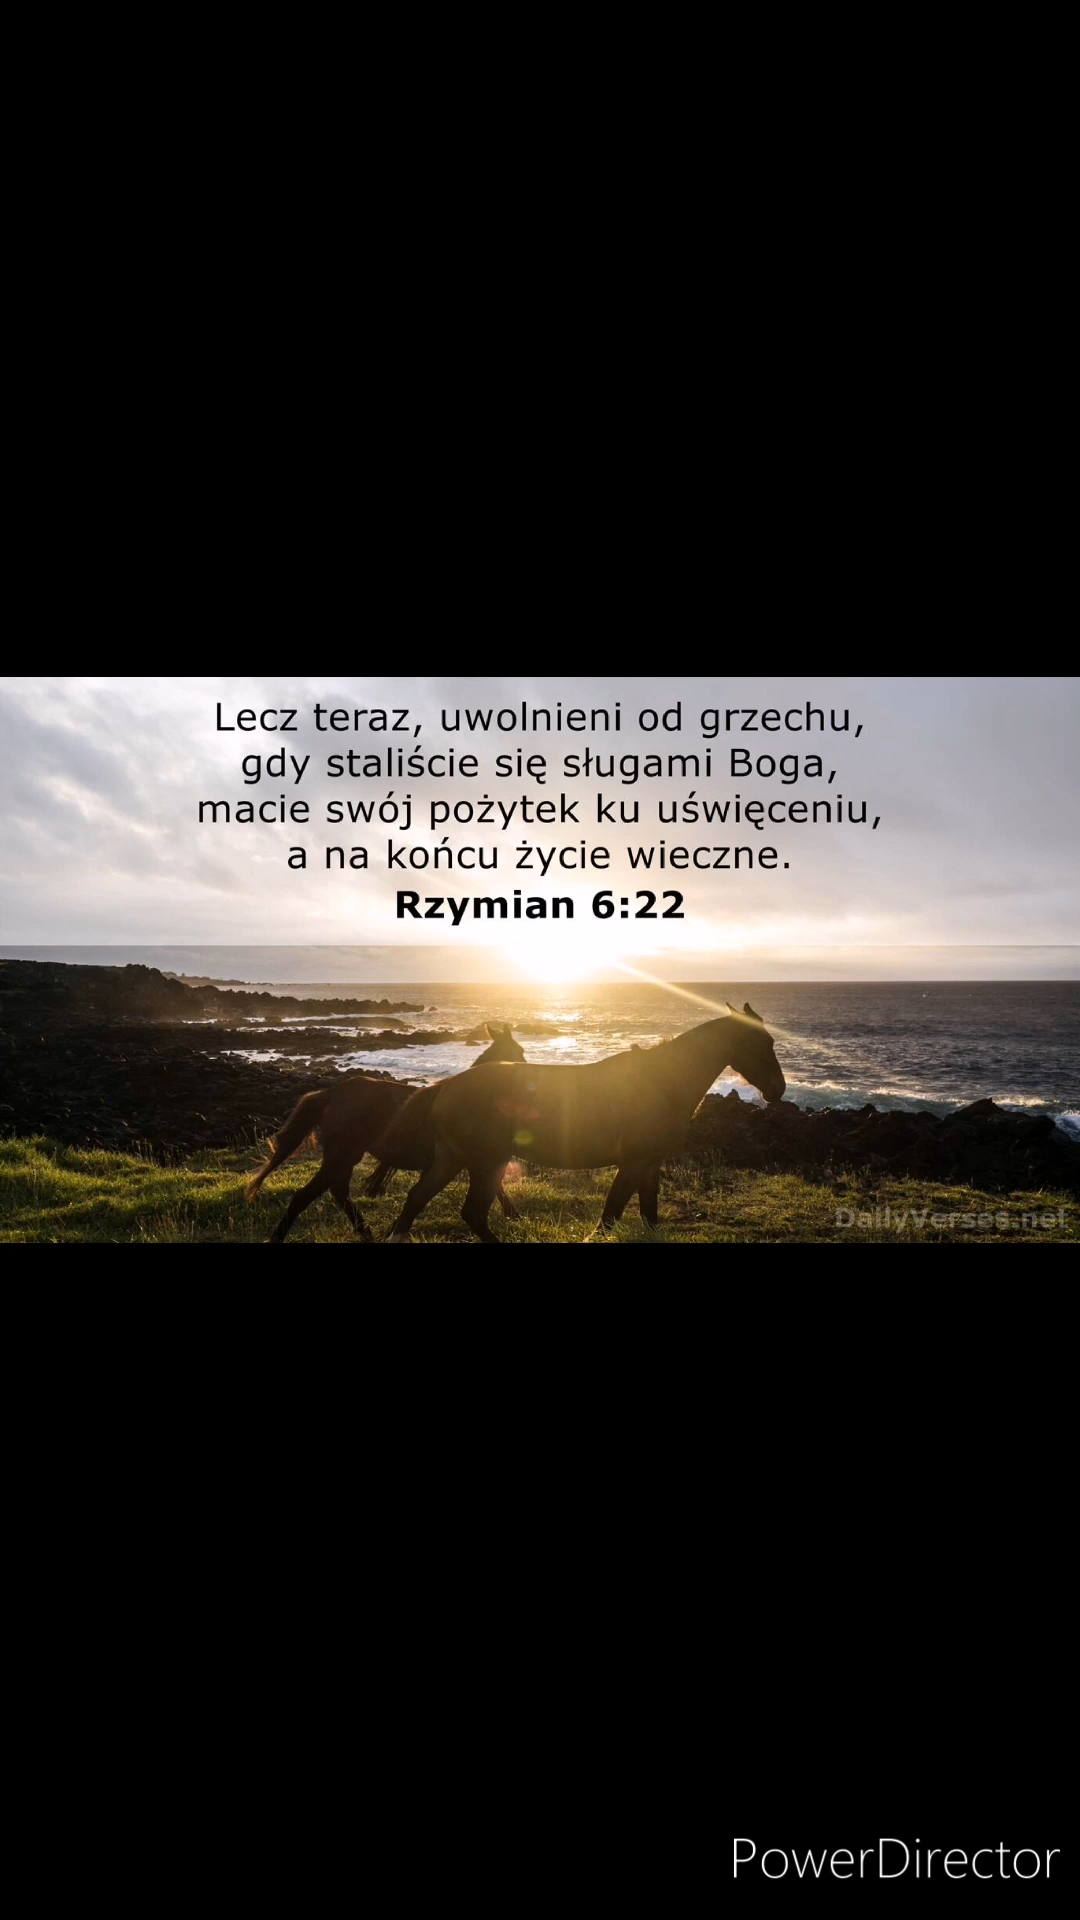 Lecz teraz, uwolnieni od grzechu,
gdy staliście się sługami Boga,
macie swój pożytek ku uświęceniu,
a na końcu życie wieczne.
Rzymian 6:22
DailyVerses.net
PowerDirector